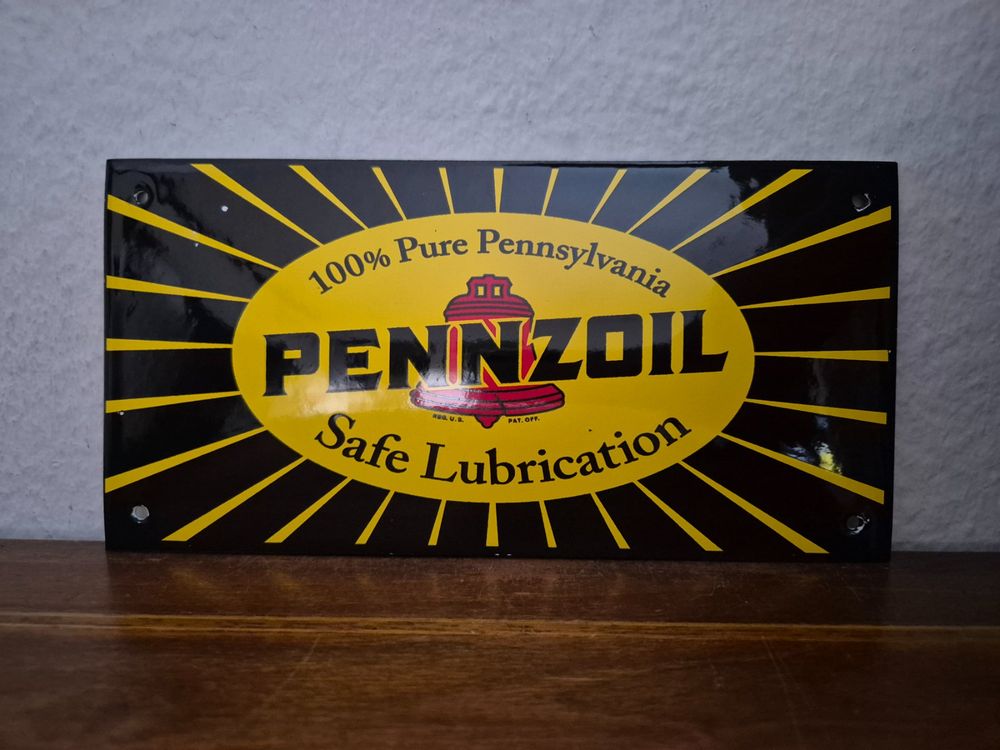 100% Pure Pennsylvania
PENNZOIL
REG. U.S. PAT. OFF.
Safe Lubrication